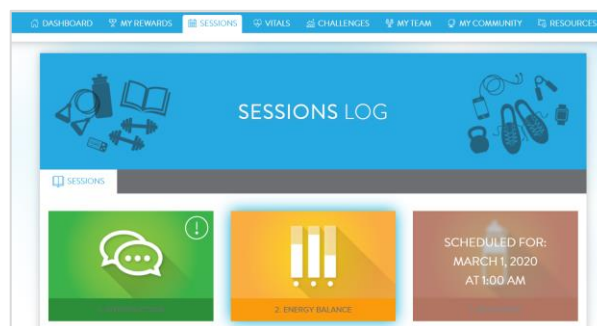 DASHBOARD MY REWARDS SESSIONS VITALS CHALLENGES MY TEAM MY COMMUNITY RESOURCES
SESSIONS LOG
SESSIONS
SCHEDULED FOR:
MARCH 1, 2020
AT 1:00 AM
2: ENERGY BALANCE